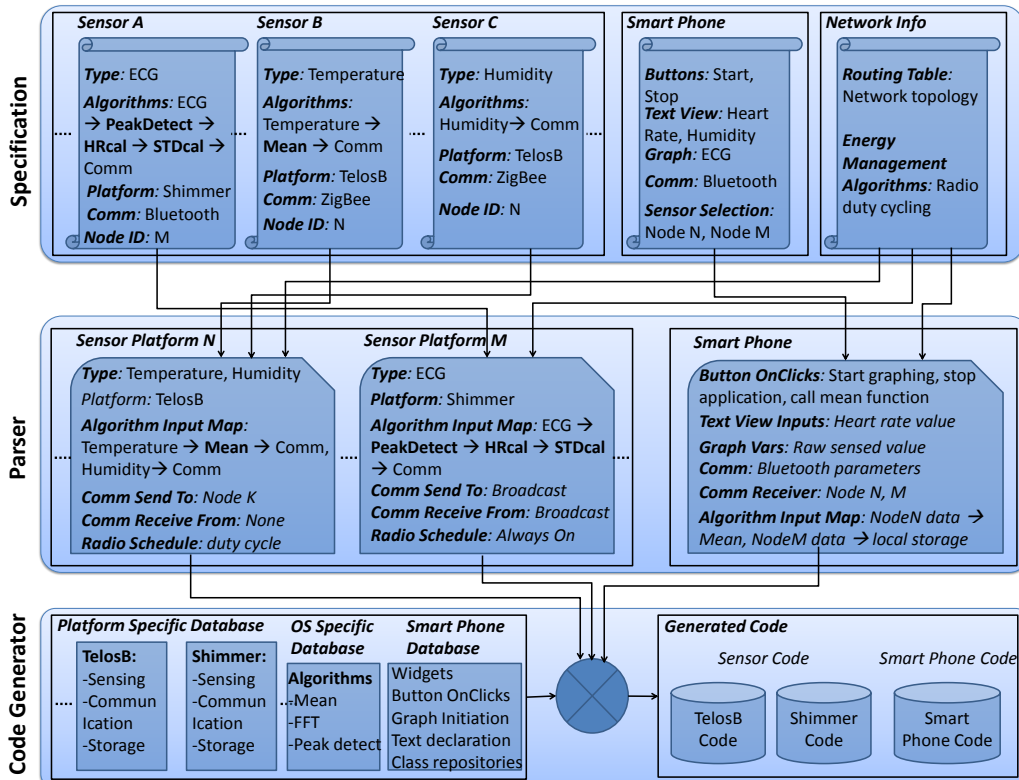 Specification
Sensor A
Type: ECG
Algorithms: ECG
→ PeakDetect →
HRcal → STDcal →
Comm
Platform: Shimmer
Comm: Bluetooth
Node ID: M
Sensor B
Type: Temperature
Algorithms:
Temperature →
Mean → Comm
Platform: TelosB
Comm: ZigBee
Node ID: N
Sensor C
Type: Humidity
Algorithms:
Humidity→ Comm
Platform: TelosB
Comm: ZigBee
Node ID: N
Smart Phone
Buttons: Start,
Stop
Text View: Heart
Rate, Humidity
Graph: ECG
Comm: Bluetooth
Sensor Selection:
Node N, Node M
Network Info
Routing Table:
Network topology
Energy
Management
Algorithms: Radio
duty cycling
.....
.....
.....
Parser
Sensor Platform N
Type: Temperature, Humidity
Platform: TelosB
Algorithm Input Map:
Temperature → Mean → Comm,
Humidity→ Comm
Comm Send To: Node K
Comm Receive From: None
Radio Schedule: duty cycle
Sensor Platform M
Type: ECG
Platform: Shimmer
Algorithm Input Map: ECG →
PeakDetect → HRcal → STDcal
→ Comm
Comm Send To: Broadcast
Comm Receive From: Broadcast
Radio Schedule: Always On
Smart Phone
Button OnClicks: Start graphing, stop
application, call mean function
Text View Inputs: Heart rate value
Graph Vars: Raw sensed value
Comm: Bluetooth parameters
Comm Receiver: Node N, M
Algorithm Input Map: NodeN data →
Mean, NodeM data → local storage
.....
.....
.....
Code Generator
Platform Specific Database
TelosB:
-Sensing
-Commun
Ication
-Storage
Shimmer:
-Sensing
-Commun
Ication
-Storage
OS Specific
Database
Algorithms
-Mean
-FFT
-Peak detect
Smart Phone
Database
Widgets
Button OnClicks
Graph Initiation
Text declaration
Class repositories
.....
.....
.....
Generated Code
Sensor Code
TelosB
Code
Shimmer
Code
Smart Phone Code
Smart
Phone Code